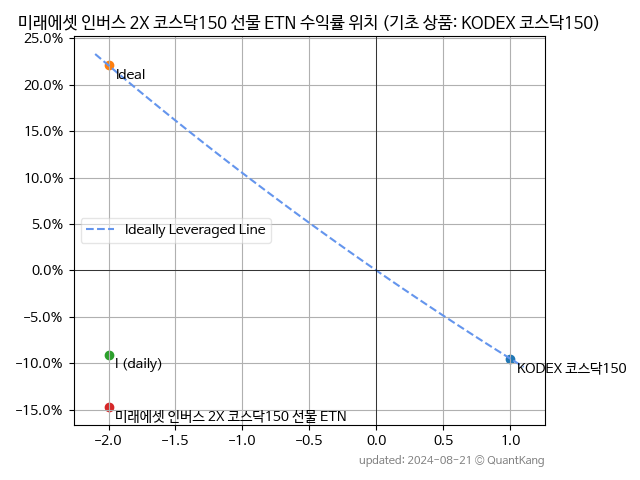 미래에셋 인버스 2X 코스닥150 선물 ETN 수익률 위치 (기초 상품: KODEX 코스닥150)
25.0%
20.0%
15.0%
10.0%
5.0%
0.0%
−5.0%
−10.0%
−15.0%
Ideal
Ideally Leveraged Line
l (daily)
KODEX 코스닥150
미래에셋 인버스 2X 코스닥150 선물 ETN
−2.0 −1.5 −1.0 −0.5 0.0 0.5 1.0
updated: 2024-08-21 © QuantKang